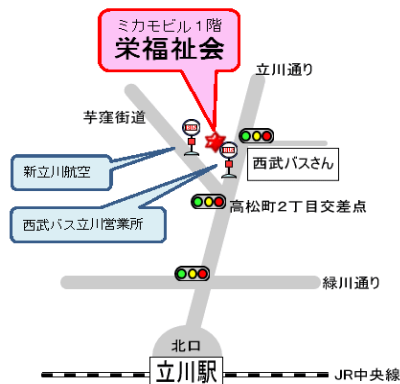 ミカモビル1階
栄福祉会
立川通り
芋窪街道
新立川航空
西武バスさん
西武バス立川営業所
高松町2丁目交差点
緑川通り
北口
立川駅
JR中央線